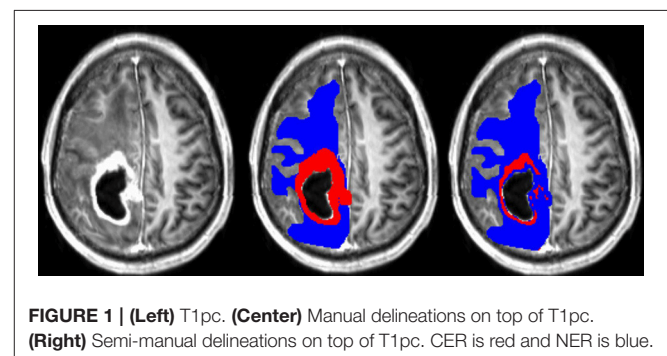 FIGURE 1 | (Left) T1pc. (Center) Manual delineations on top of T1pc.
(Right) Semi-manual delineations on top of T1pc. CER is red and NER is blue.